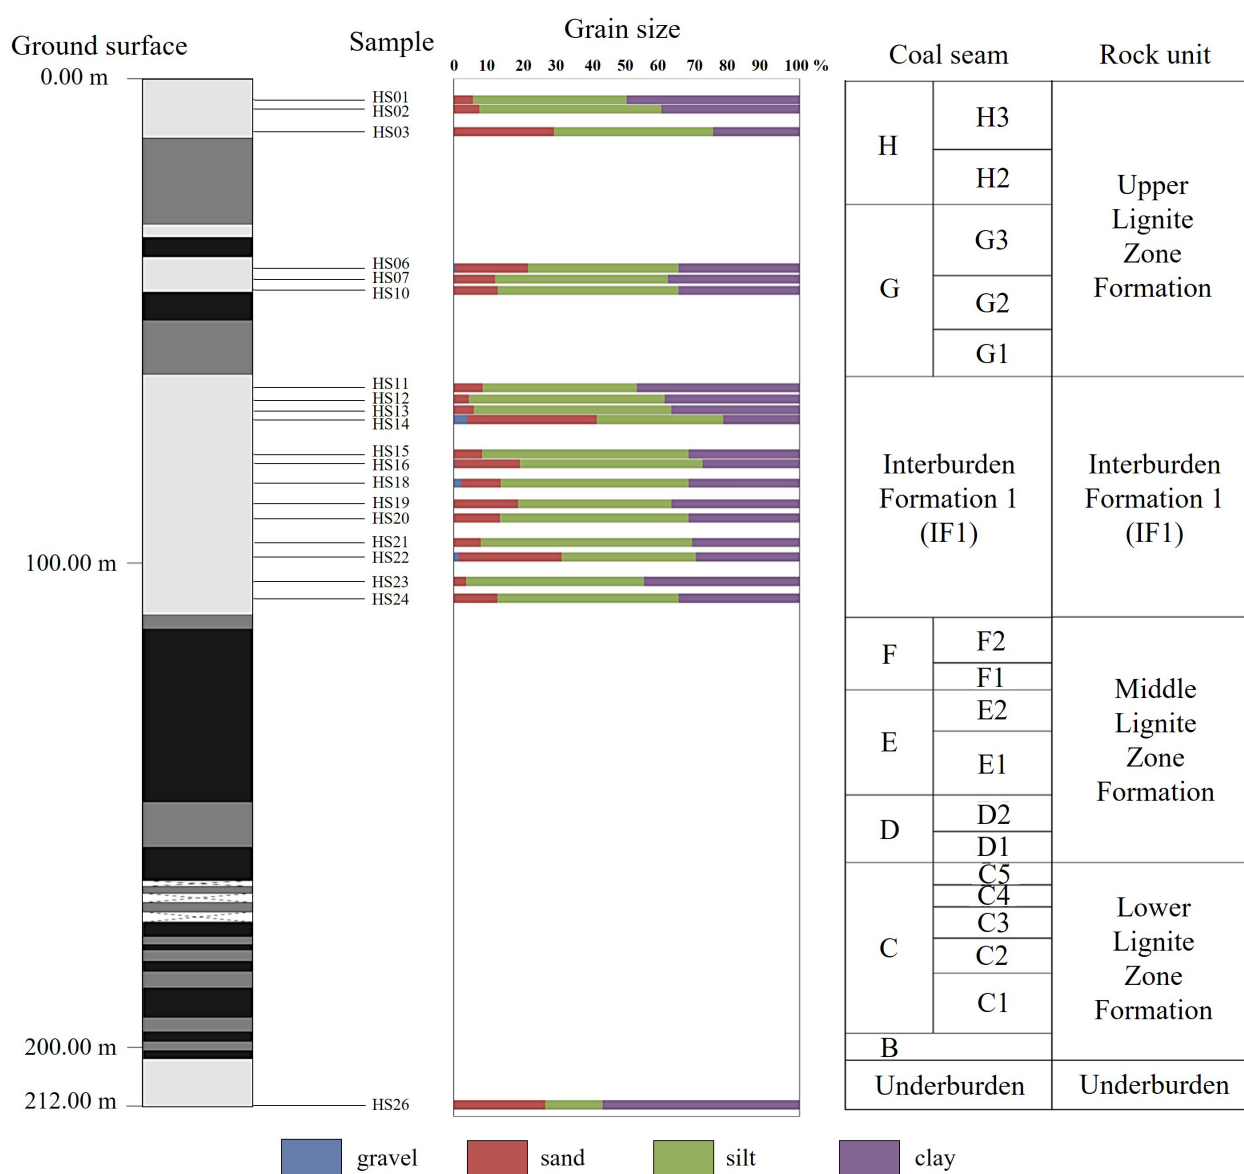 Ground surface
Sample
Grain size
Coal seam
Rock unit
0.00 m
0 10 20 30 40 50 60 70 80 90 100 %
HS01
HS02
HS03
HS06
HS07
HS10
HS11
HS12
HS13
HS14
HS15
HS16
HS18
HS19
HS20
HS21
100.00 m
HS22
HS23
HS24
200.00 m
212.00 m
HS26
H
H3
H2
G
G3
G2
G1
Upper
Lignite
Zone
Formation
Interburden
Formation 1
(IF1)
Interburden
Formation 1
(IF1)
F
F2
F1
E
E2
E1
D
D2
D1
Middle
Lignite
Zone
Formation
C
C5
C4
C3
C2
C1
B
Lower
Lignite
Zone
Formation
Underburden
Underburden
gravel
sand
silt
clay